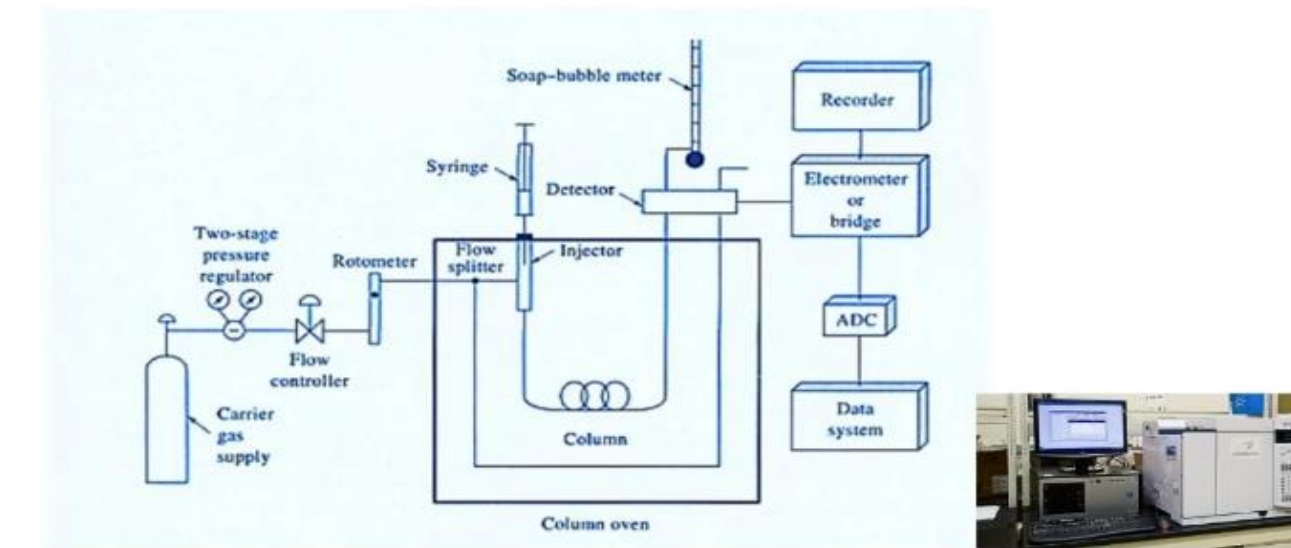 Soap-bubble meter
Recorder
Syringe
Detector
Electrometer
or
bridge
Two-stage
pressure
regulator
Rotometer
Flow
splitter
Injector
ADC
Flow
controller
Carrier
gas
supply
Column
Data
system
Column oven